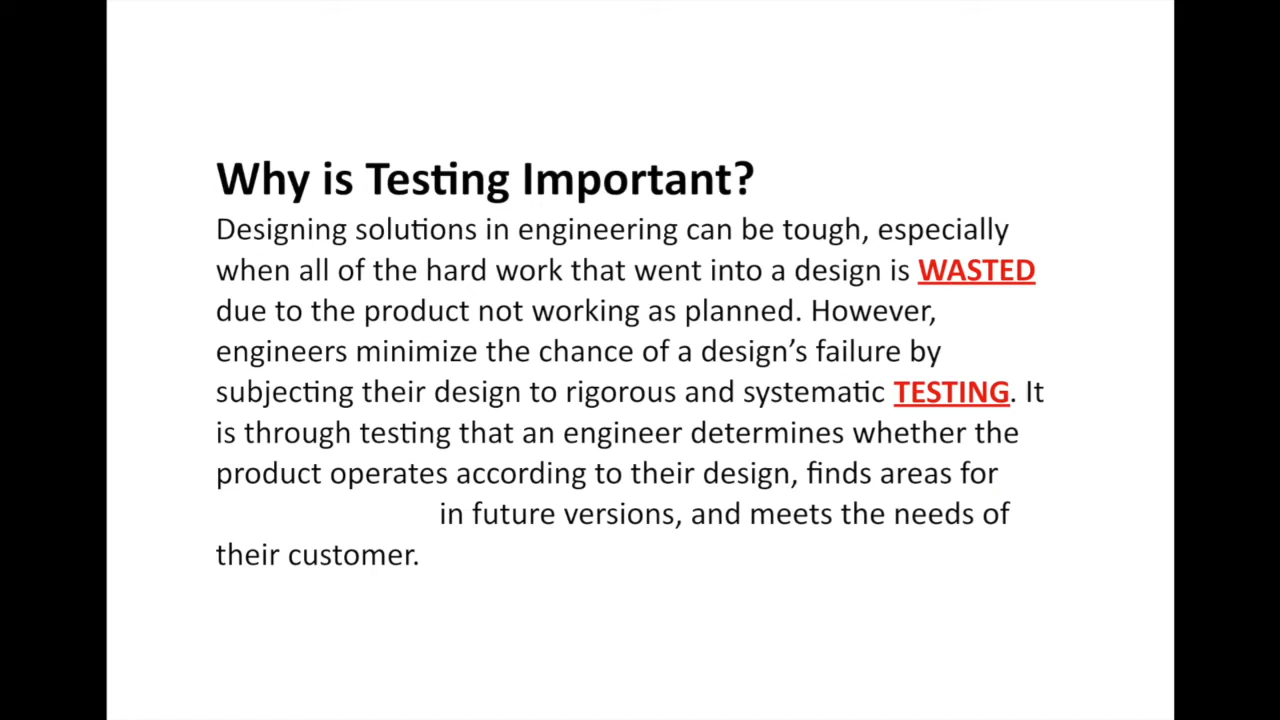 Why is Testing Important?
Designing solutions in engineering can be tough, especially
when all of the hard work that went into a design is WASTED
due to the product not working as planned. However,
engineers minimize the chance of a design’s failure by
subjecting their design to rigorous and systematic TESTING. It
is through testing that an engineer determines whether the
product operates according to their design, finds areas for
in future versions, and meets the needs of
their customer.